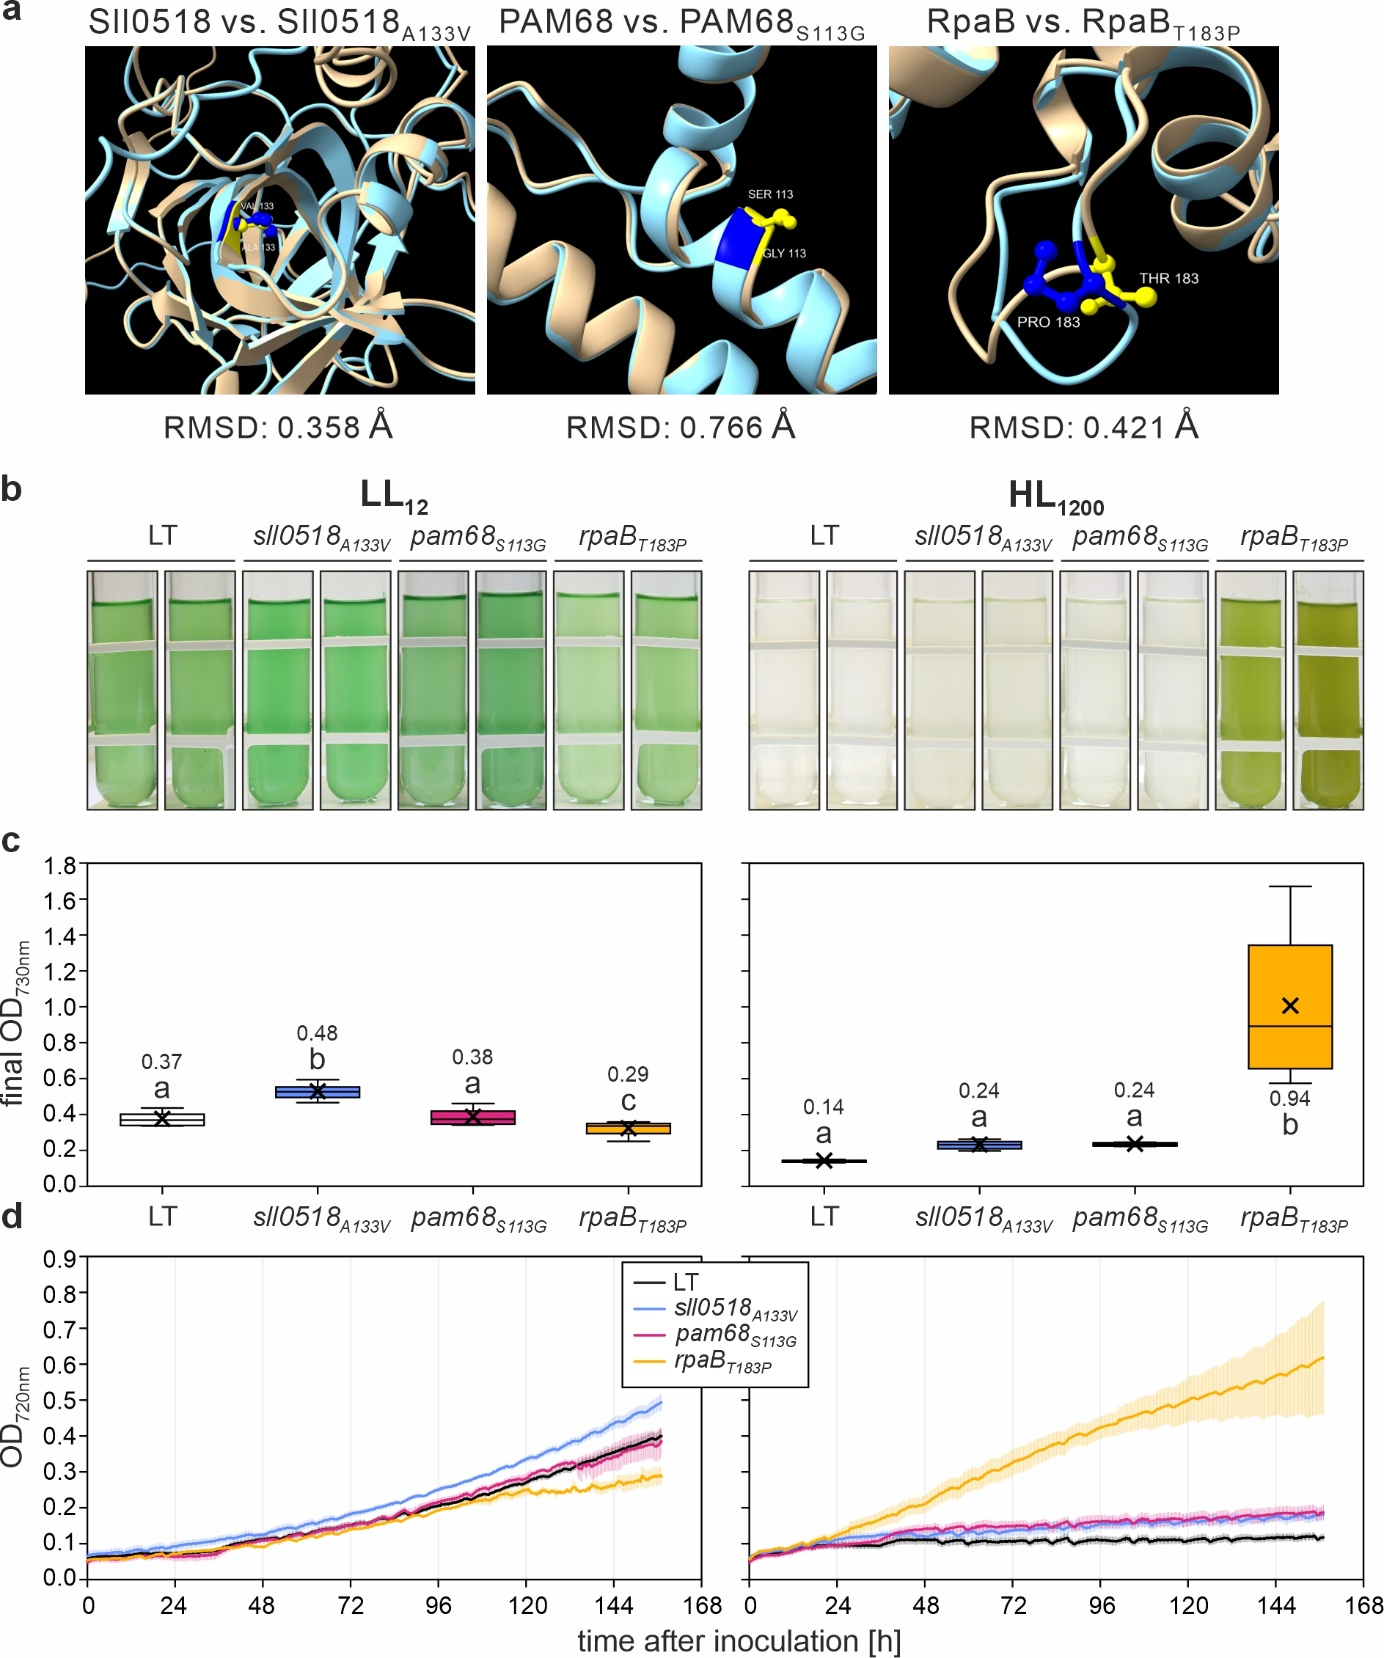 a
Sll0518 vs. Sll0518A133V PAM68 vs. PAM68S113G RpaB vs. RpaBT183P
VAL 133
ALA 133
SER 113
GLY 113
THR 183
PRO 183
RMSD: 0.358 Å RMSD: 0.766 Å RMSD: 0.421 Å
b
LL12 HL1200
LT sll0518A133V pam68S113G rpaBT183P LT sll0518A133V pam68S113G rpaBT183P
c
final OD730nm
1.8
1.6
1.4
1.2
1.0
0.8
0.6
0.4
0.2
0.0
0.37
a
0.48
b
0.38
a
0.29
c
0.14
a
0.24
a
0.24
a
0.94
b
LT sll0518A133V pam68S113G rpaBT183P LT sll0518A133V pam68S113G rpaBT183P
d
OD720nm
0.9
0.8
0.7
0.6
0.5
0.4
0.3
0.2
0.1
0.0
LT
sll0518A133V
pam68S113G
rpaBT183P
0 24 48 72 96 120 144 168 0 24 48 72 96 120 144 168
time after inoculation [h]